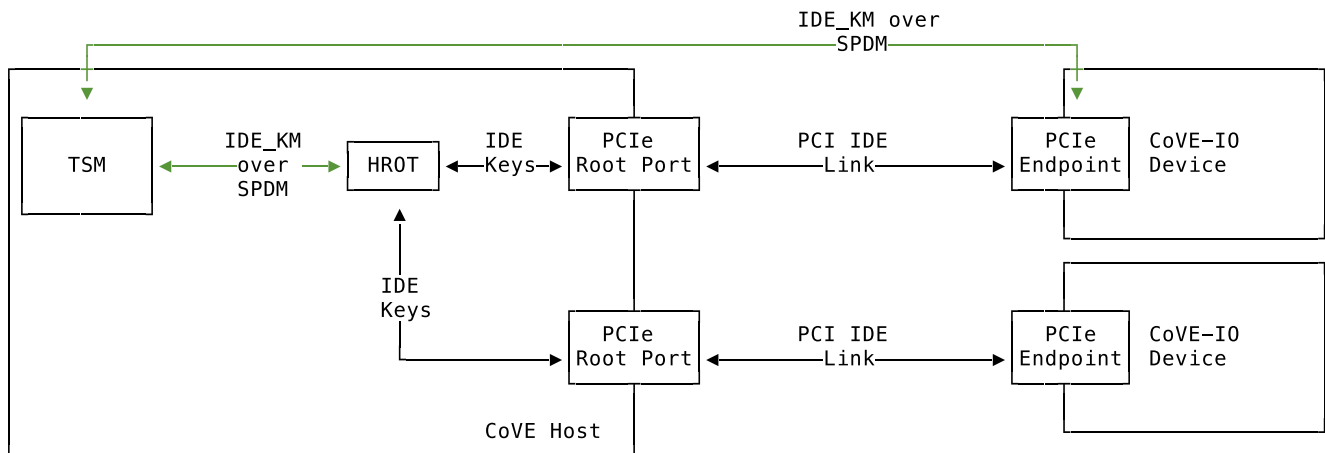 IDE_KM over
SPDM
TSM
IDE_KM
over
SPDM
HROT
IDE
Keys
PCIe
Root Port
PCI IDE
Link
PCIe
Endpoint
CoVE-IO
Device
IDE
Keys
PCIe
Root Port
PCI IDE
Link
PCIe
Endpoint
CoVE-IO
Device
CoVE Host